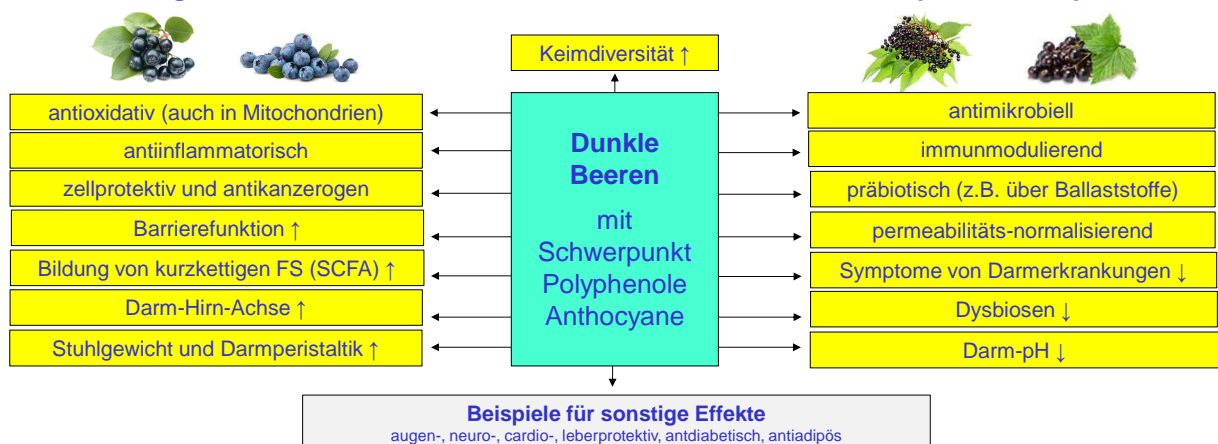 Keimdiversität ↑
antioxidativ (auch in Mitochondrien)
antiinflammatorisch
zellprotektiv und antikanzerogen
Barrierefunktion ↑
Bildung von kurzkettigen FS (SCFA) ↑
Darm-Hirn-Achse ↑
Stuhlgewicht und Darmperistaltik ↑
Dunkle
Beeren
mit
Schwerpunkt
Polyphenole
Anthocyane
antimikrobiell
immunmodulierend
präbiotisch (z.B. über Ballaststoffe)
permeabilitäts-normalisierend
Symptome von Darmerkrankungen ↓
Dysbiosen ↓
Darm-pH ↓
Beispiele für sonstige Effekte
augen-, neuro-, cardio-, leberprotektiv, antdiabetisch, antiadipös